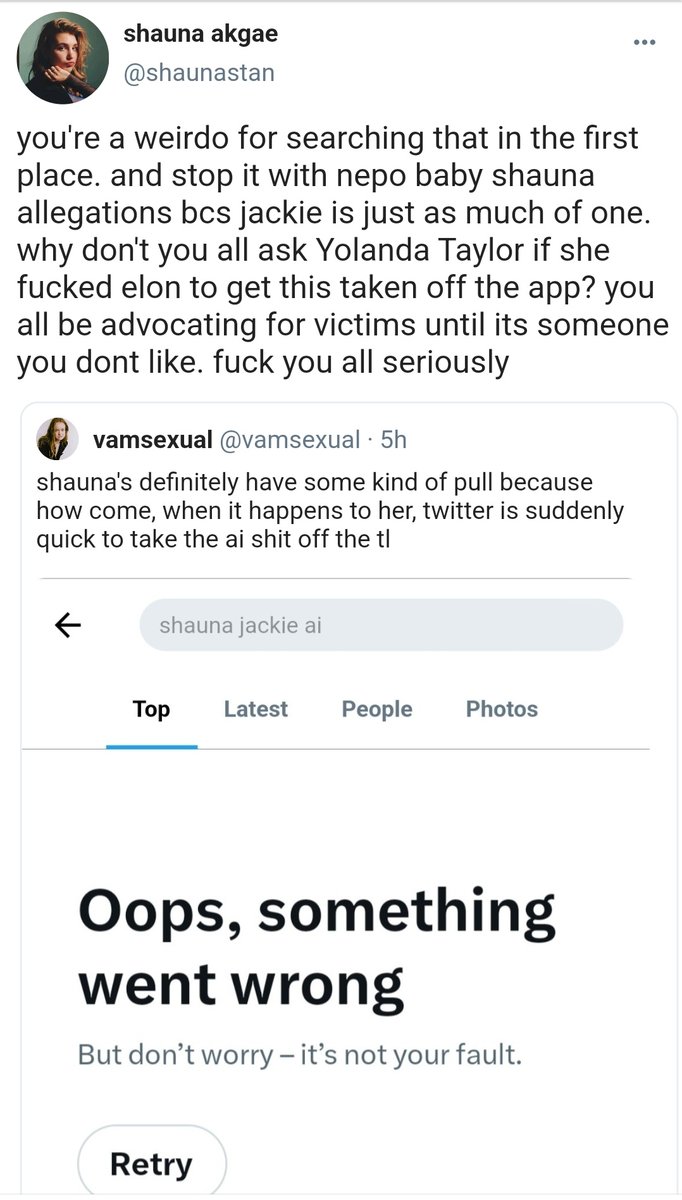 shauna akgae
@shaunastan
you're a weirdo for searching that in the first
place. and stop it with nepo baby shauna
allegations bcs jackie is just as much of one.
why don't you all ask Yolanda Taylor if she
fucked elon to get this taken off the app? you
all be advocating for victims until its someone
you dont like. fuck you all seriously
vamsexual @vamsexual · 5h
shauna's definitely have some kind of pull because
how come, when it happens to her, twitter is suddenly
quick to take the ai shit off the tl
shauna jackie ai
Top Latest People Photos
Oops, something
went wrong
But don’t worry – it’s not your fault.
Retry